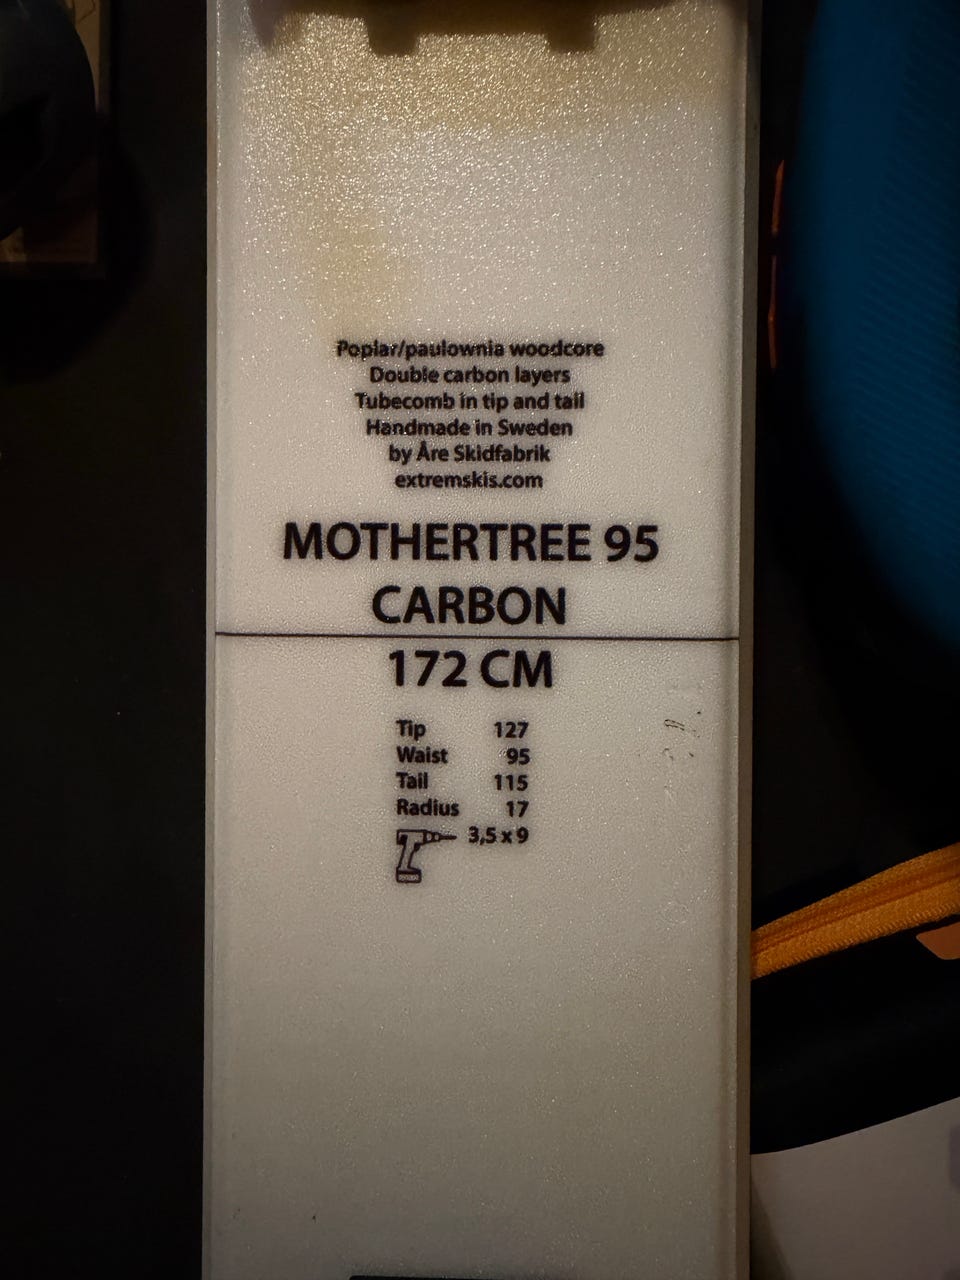 Poplar/paulownia woodcore
Double carbon layers
Tubecomb in tip and tail
Handmade in Sweden
by Åre Skidfabrik
extremskis.com
MOTHERTREE 95
CARBON
172 CM
Tip 127
Waist 95
Tail 115
Radius 17
3,5 x 9